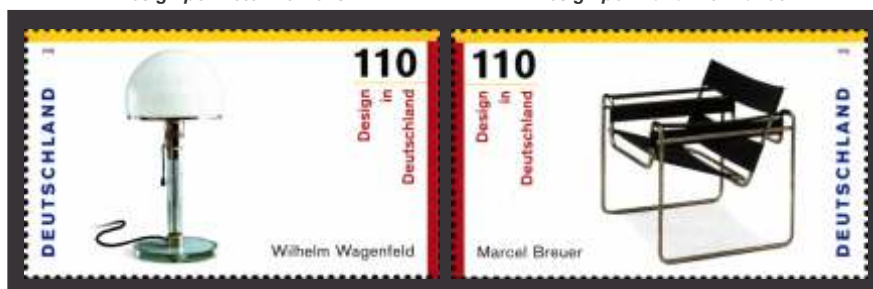 DEUTSCHLAND
110
Design
in
Deutschland
Wilhelm Wagenfeld
110
Design
in
Deutschland
Marcel Breuer
DEUTSCHLAND